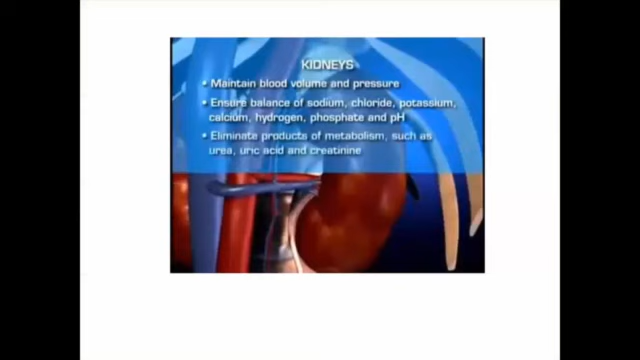 KIDNEYS
• Maintain blood volume and pressure
• Ensure balance of sodium, chloride, potassium,
calcium, hydrogen, phosphate and pH
• Eliminate products of metabolism, such as
urea, uric acid and creatinine